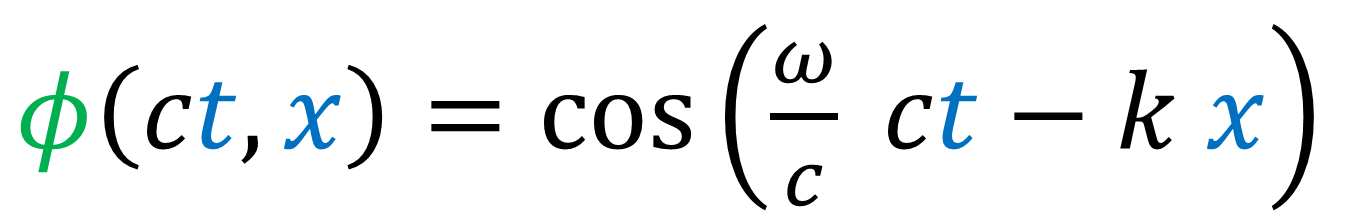 ϕ(ct, x) = cos(ω/c ct − k x)